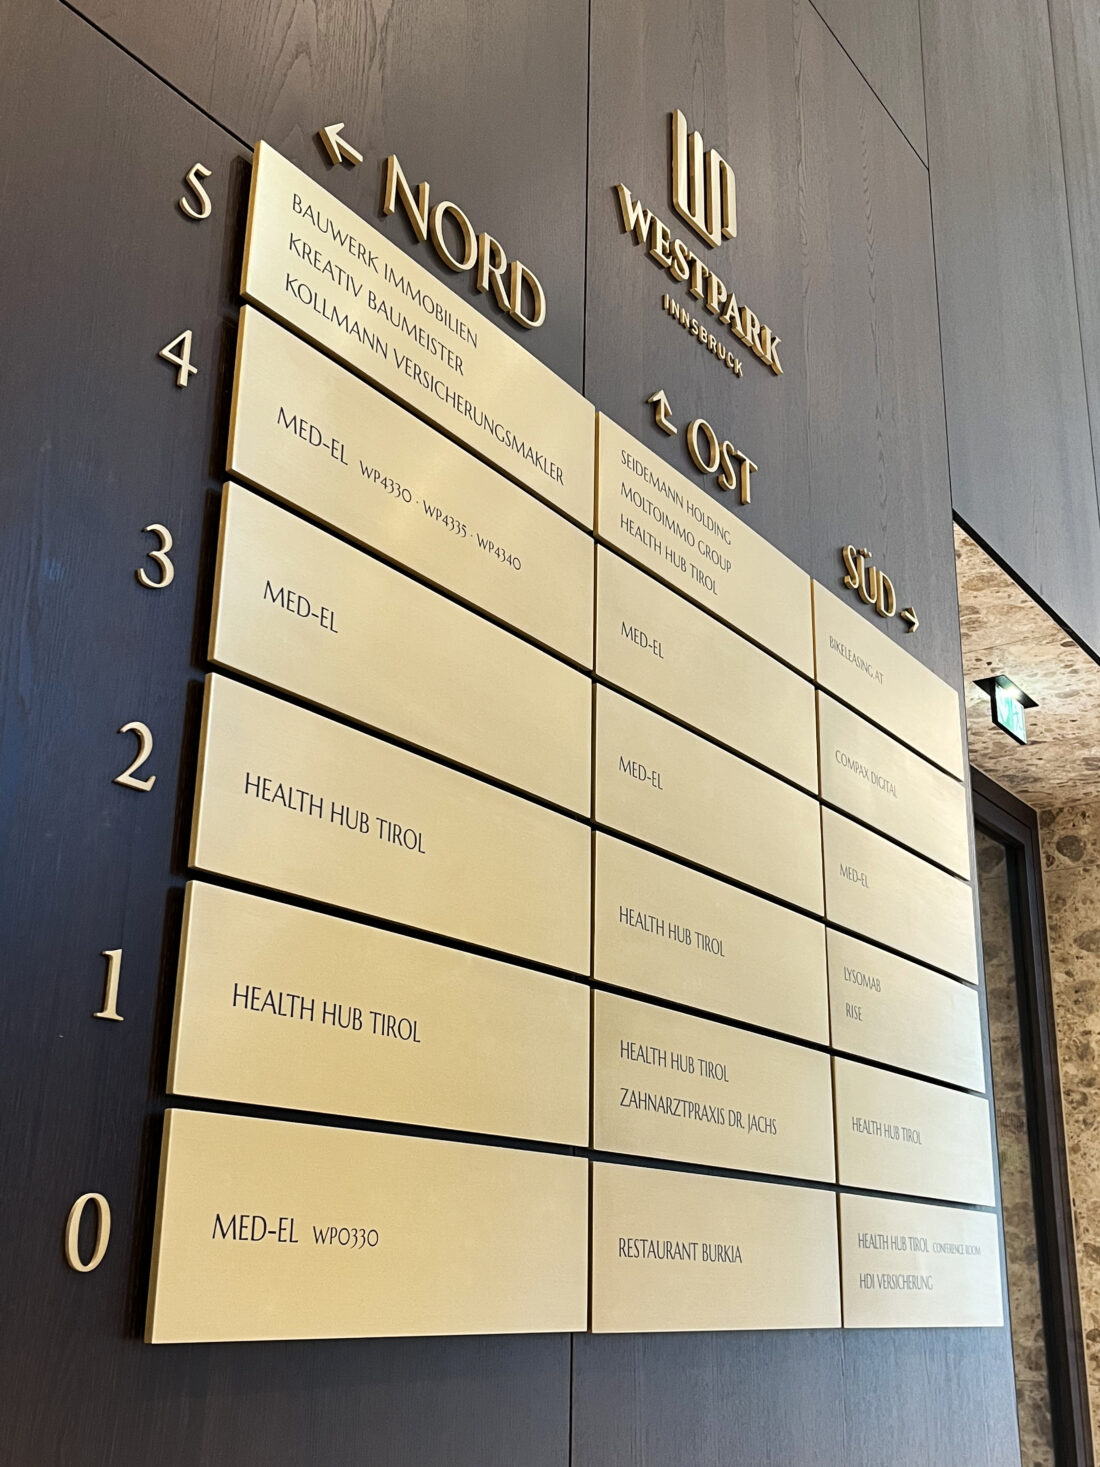 WESTPARK
INNSBRUCK
NORD
OST
SÜD
5
BAUWERK IMMOBILIEN
KREATIV BAUMEISTER
KOLLMANN VERSICHERUNGSMAKLER
SEIDEMANN HOLDING
MOLTOIMMO GROUP
HEALTH HUB TIROL
BIKELEASING.AT
4
MED-EL WP4330 · WP4335 · WP4340
MED-EL
COMPAX DIGITAL
3
MED-EL
MED-EL
MED-EL
2
HEALTH HUB TIROL
HEALTH HUB TIROL
LYSOMAB
RISE
1
HEALTH HUB TIROL
HEALTH HUB TIROL
ZAHNARZTPRAXIS DR. JACHS
HEALTH HUB TIROL
0
MED-EL WP0330
RESTAURANT BURKIA
HEALTH HUB TIROL CONFERENCE ROOM
HDI VERSICHERUNG